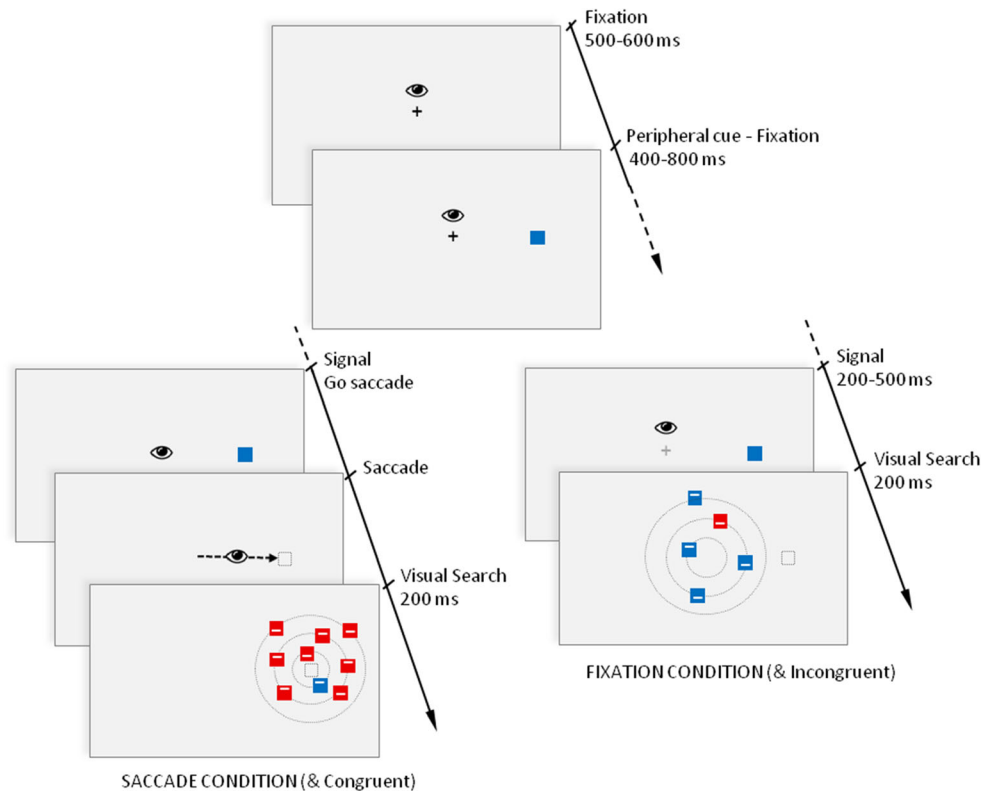 Fixation
500-600 ms
Peripheral cue - Fixation
400-800 ms
Signal
Go saccade
Saccade
Visual Search
200 ms
SACCADE CONDITION (& Congruent)
Signal
200-500 ms
Visual Search
200 ms
FIXATION CONDITION (& Incongruent)